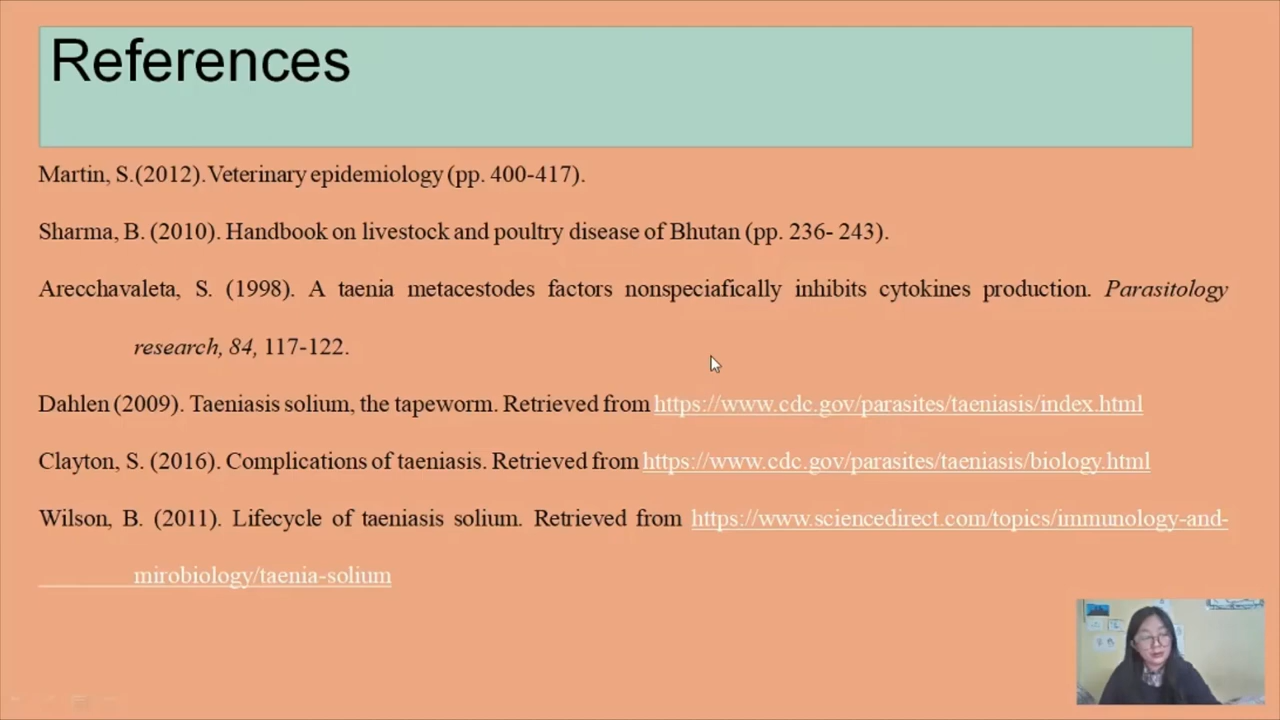 References
Martin, S.(2012).Veterinary epidemiology (pp. 400-417).
Sharma, B. (2010). Handbook on livestock and poultry disease of Bhutan (pp. 236- 243).
Arecchavaleta, S. (1998). A taenia metacestodes factors nonspeciafically inhibits cytokines production. Parasitology
research, 84, 117-122.
Dahlen (2009). Taeniasis solium, the tapeworm. Retrieved from https://www.cdc.gov/parasites/taeniasis/index.html
Clayton, S. (2016). Complications of taeniasis. Retrieved from https://www.cdc.gov/parasites/taeniasis/biology.html
Wilson, B. (2011). Lifecycle of taeniasis solium. Retrieved from https://www.sciencedirect.com/topics/immunology-and-
mirobiology/taenia-solium